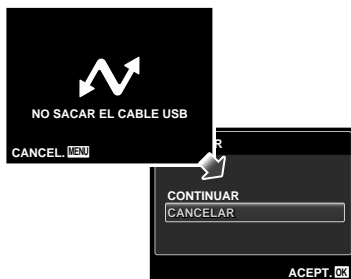 NO SACAR EL CABLE USB
CANCEL. MENU
R
CONTINUAR
CANCELAR
ACEPT. OK